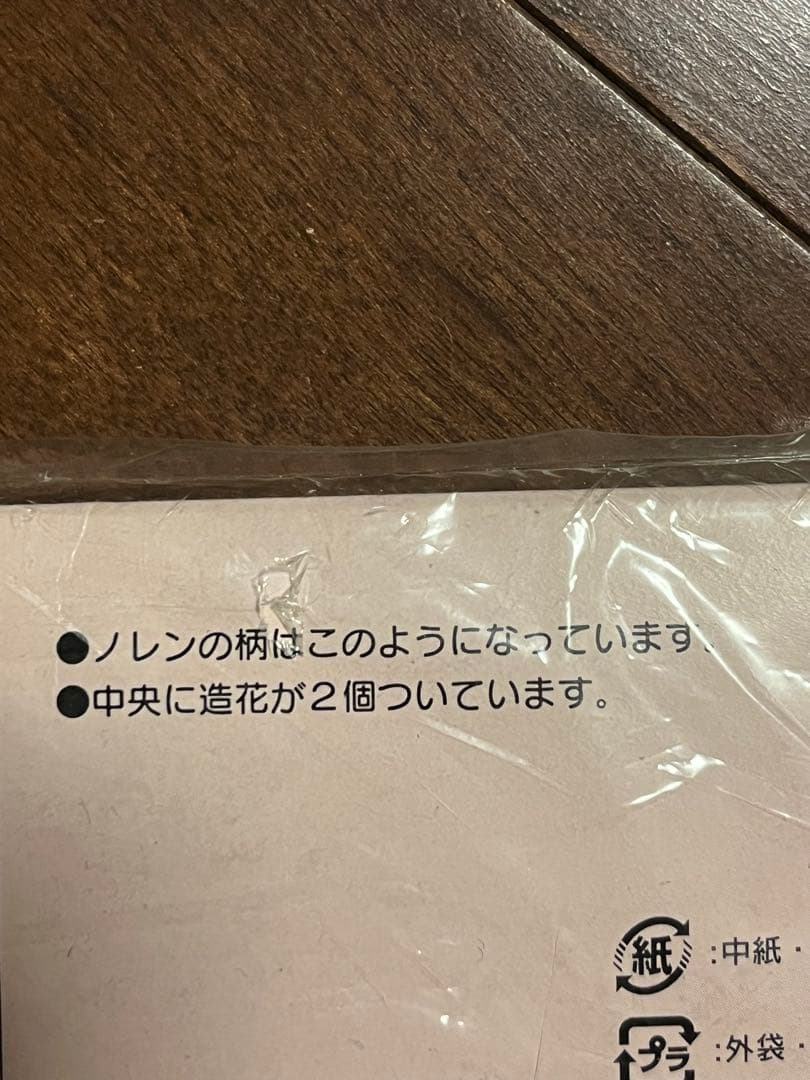 ●ノレンの柄はこのようになっています。
●中央に造花が２個ついています。
紙 :中紙・
プラ :外袋・